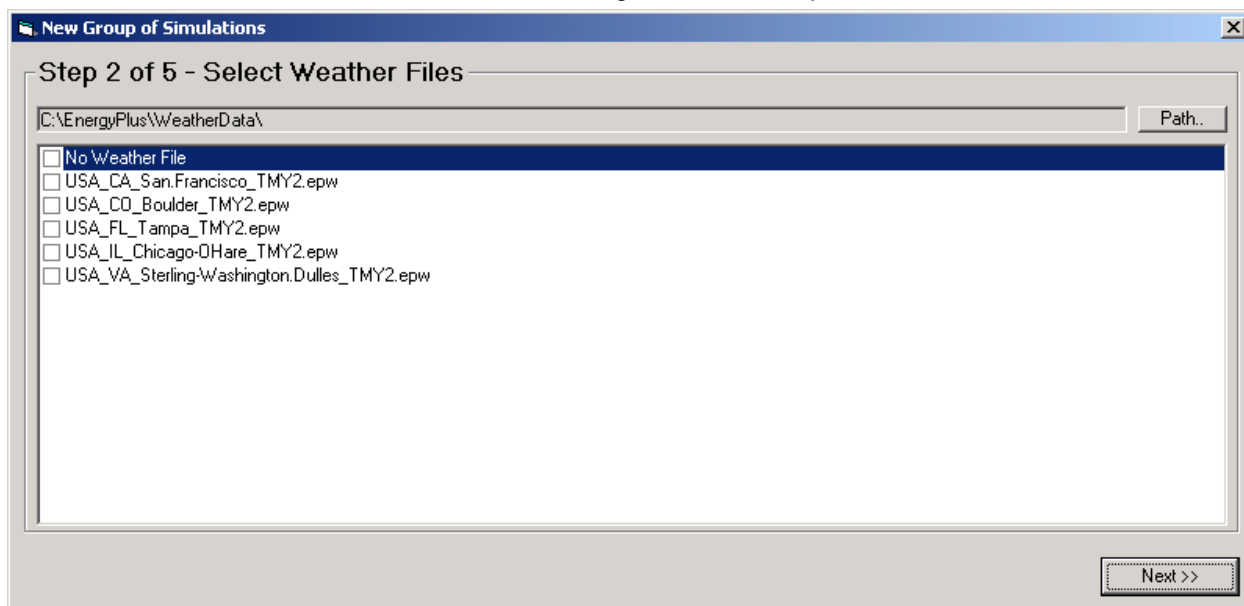 New Group of Simulations
Step 2 of 5 - Select Weather Files
C:\EnergyPlus\WeatherData\
Path..
No Weather File
USA_CA_San.Francisco_TMY2.epw
USA_CO_Boulder_TMY2.epw
USA_FL_Tampa_TMY2.epw
USA_IL_Chicago-OHare_TMY2.epw
USA_VA_Sterling-Washington.Dulles_TMY2.epw
Next >>